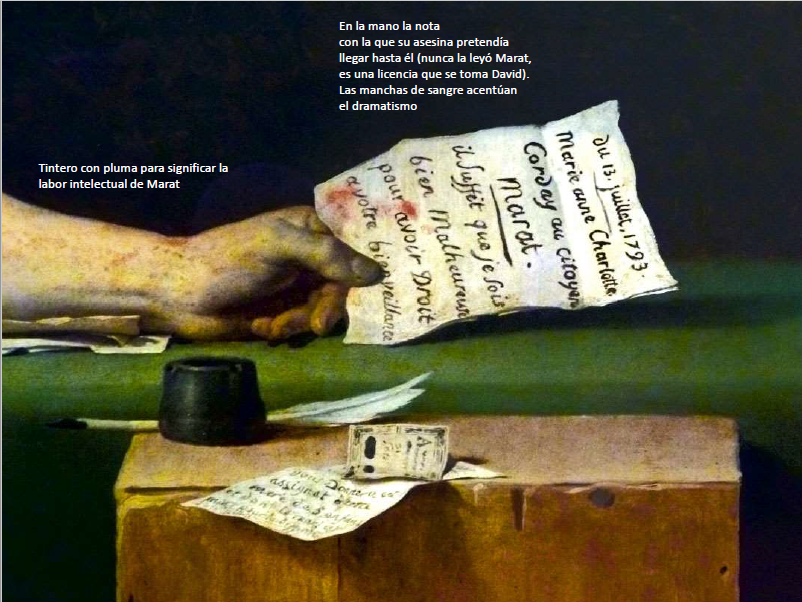 En la mano la nota
con la que su asesina pretendía
llegar hasta él (nunca la leyó Marat,
es una licencia que se toma David).
Las manchas de sangre acentúan
el dramatismo
Tintero con pluma para significar la
labor intelectual de Marat
du 13. juillet, 1793
Marie anne Charlotte
Corday au citoyen
Marat.
il suffit que je sois
bien Malheureuse
pour avoir Droit
a votre bienveillance
assignat